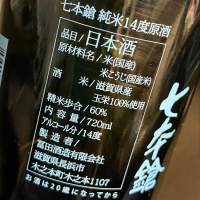 七本鎗 純米14度原酒
品目/日本酒
原材料名/米(国産)
米こうじ(国産米)
酒 米/滋賀県産
玉栄100%使用
精米歩合/60%
内容量/720ml
アルコール分/14度
製造者/
冨田酒造有限会社
滋賀県長浜市
木之本町木之本1107
お酒は20歳になってから
七本鎗